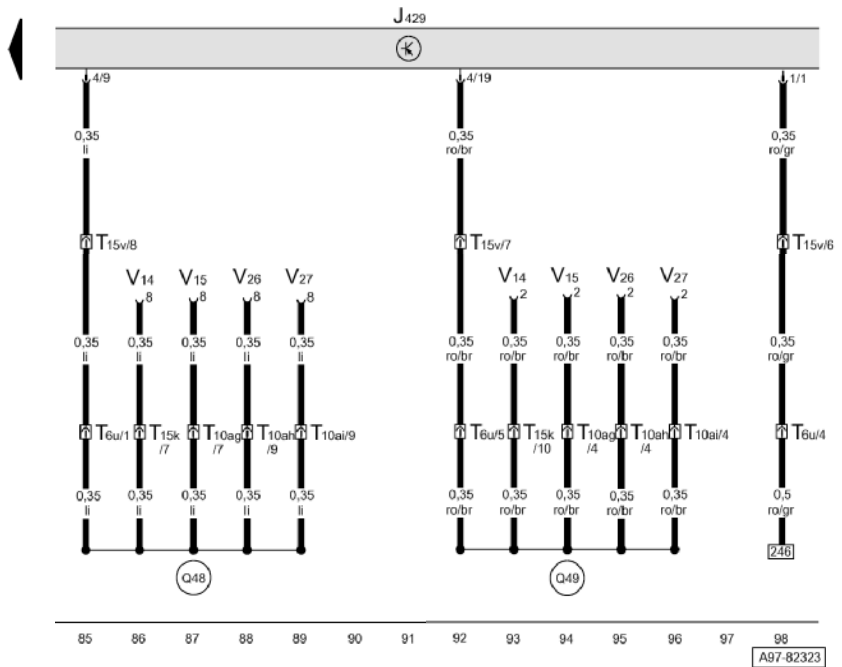 J429
4/9 4/19 1/1
0,35 0,35 0,35
li ro/br ro/gr
T15v/8 T15v/7 T15v/6
V14 V15 V26 V27 V14 V15 V26 V27
8 8 8 8 2 2 2 2
0,35 0,35 0,35 0,35 0,35 0,35 0,35 0,35 0,35 0,35 0,35
li li li li li ro/br ro/br ro/br ro/br ro/br ro/gr
T6u/1 T15k T10ag T10ah T10ai/9 T6u/5 T15k T10ag T10ah T10ai/4 T6u/4
/7 /7 /9 /10 /4 /4
0,35 0,35 0,35 0,35 0,35 0,35 0,35 0,35 0,35 0,35 0,5
li li li li li ro/br ro/br ro/br ro/br ro/br ro/gr
246
Q48 Q49
85 86 87 88 89 90 91 92 93 94 95 96 97 98
A97-82323